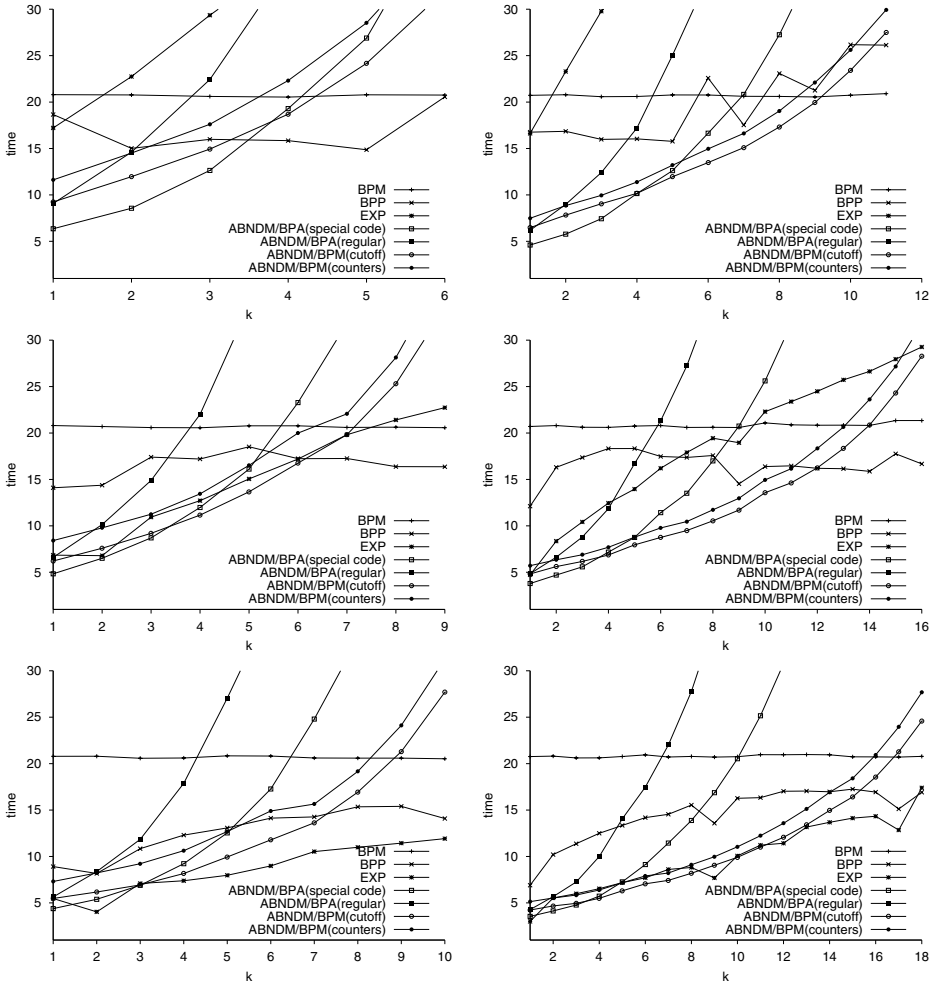 30
25
20
15
10
5
time
1 2 3 4 5 6
k
BPM
BPP
EXP
ABNDM/BPA(special code)
ABNDM/BPA(regular)
ABNDM/BPM(cutoff)
ABNDM/BPM(counters)
30
25
20
15
10
5
time
2 4 6 8 10 12
k
BPM
BPP
EXP
ABNDM/BPA(special code)
ABNDM/BPA(regular)
ABNDM/BPM(cutoff)
ABNDM/BPM(counters)
30
25
20
15
10
5
time
1 2 3 4 5 6 7 8 9
k
BPM
BPP
EXP
ABNDM/BPA(special code)
ABNDM/BPA(regular)
ABNDM/BPM(cutoff)
ABNDM/BPM(counters)
30
25
20
15
10
5
time
2 4 6 8 10 12 14 16
k
BPM
BPP
EXP
ABNDM/BPA(special code)
ABNDM/BPA(regular)
ABNDM/BPM(cutoff)
ABNDM/BPM(counters)
30
25
20
15
10
5
time
1 2 3 4 5 6 7 8 9 10
k
BPM
BPP
EXP
ABNDM/BPA(special code)
ABNDM/BPA(regular)
ABNDM/BPM(cutoff)
ABNDM/BPM(counters)
30
25
20
15
10
5
time
2 4 6 8 10 12 14 16 18
k
BPM
BPP
EXP
ABNDM/BPA(special code)
ABNDM/BPA(regular)
ABNDM/BPM(cutoff)
ABNDM/BPM(counters)